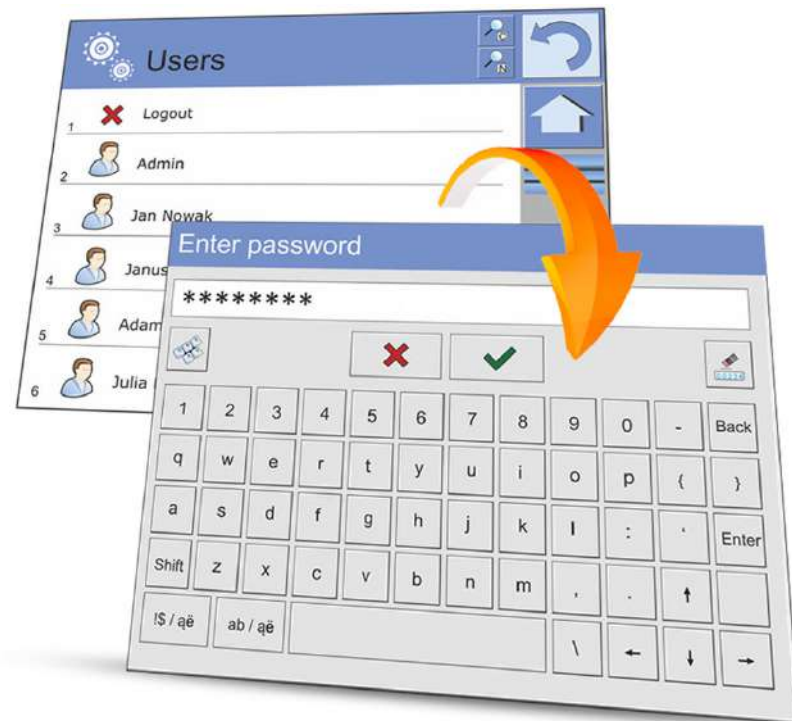 Users
C
N
1 Logout
2 Admin
3 Jan Nowak
4 Janus
5 Adam
6 Julia
Enter password
********
1 2 3 4 5 6 7 8 9 0 - Back
q w e r t y u i o p { }
a s d f g h j k l : ‘ Enter
Shift z x c v b n m , . ↑
!$ / ąë ab / ąë \ ← ↓ →